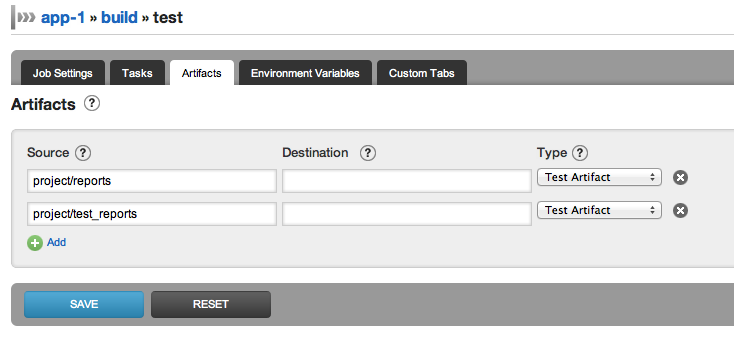 app-1 » build » test
Job Settings Tasks Artifacts Environment Variables Custom Tabs
Artifacts ?
Source ? Destination ? Type ?
project/reports Test Artifact
project/test_reports Test Artifact
Add
SAVE RESET